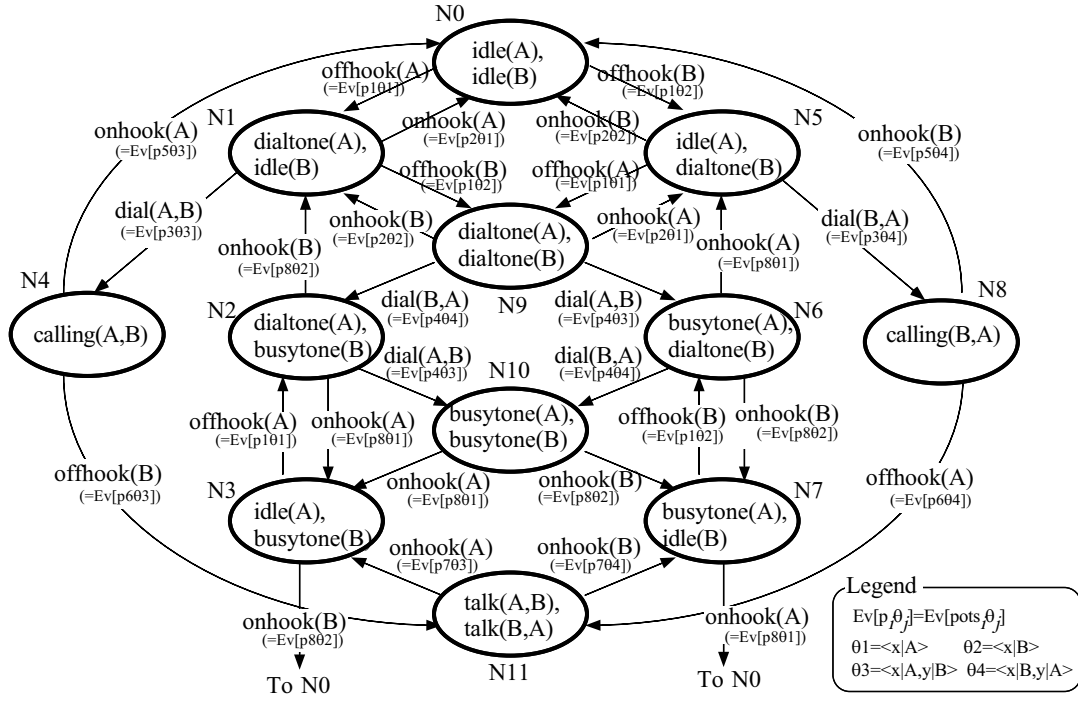 N0
idle(A),
idle(B)
offhook(A)
(=Ev[p1θ1])
offhook(B)
(=Ev[p1θ2])
N1
dialtone(A),
idle(B)
onhook(A)
(=Ev[p2θ1])
onhook(B)
(=Ev[p2θ2])
N5
idle(A),
dialtone(B)
onhook(A)
(=Ev[p5θ3])
onhook(B)
(=Ev[p5θ4])
offhook(B)
(=Ev[p1θ2])
offhook(A)
(=Ev[p1θ1])
dial(A,B)
(=Ev[p3θ3])
onhook(B)
(=Ev[p8θ2])
onhook(B)
(=Ev[p2θ2])
dialtone(A),
dialtone(B)
N9
onhook(A)
(=Ev[p2θ1])
onhook(A)
(=Ev[p8θ1])
dial(B,A)
(=Ev[p3θ4])
N4
calling(A,B)
N2
dialtone(A),
busytone(B)
dial(B,A)
(=Ev[p4θ4])
dial(A,B)
(=Ev[p4θ3])
N6
busytone(A),
dialtone(B)
N8
calling(B,A)
dial(A,B)
(=Ev[p4θ3])
dial(B,A)
(=Ev[p4θ4])
N10
busytone(A),
busytone(B)
offhook(A)
(=Ev[p1θ1])
onhook(A)
(=Ev[p8θ1])
offhook(B)
(=Ev[p1θ2])
onhook(B)
(=Ev[p8θ2])
offhook(B)
(=Ev[p6θ3])
offhook(A)
(=Ev[p6θ4])
N3
idle(A),
busytone(B)
onhook(A)
(=Ev[p8θ1])
onhook(B)
(=Ev[p8θ2])
N7
busytone(A),
idle(B)
onhook(A)
(=Ev[p7θ3])
onhook(B)
(=Ev[p7θ4])
talk(A,B),
talk(B,A)
N11
onhook(B)
(=Ev[p8θ2])
To N0
onhook(A)
(=Ev[p8θ1])
To N0
Legend
Ev[p_iθ_j]=Ev[pots_iθ_j]
θ1=<x|A> θ2=<x|B>
θ3=<x|A,y|B> θ4=<x|B,y|A>